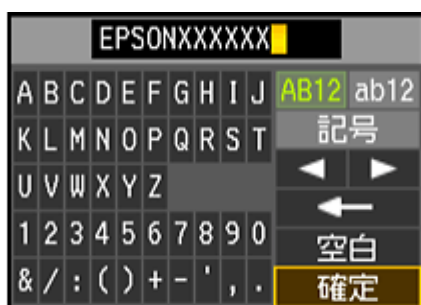 EPSONXXXXXX
A B C D E F G H I J AB12 ab12
K L M N O P Q R S T 記号
U V W X Y Z ◀ ▶
1 2 3 4 5 6 7 8 9 0 ← 空白
& / : ( ) + - ' , . 確定